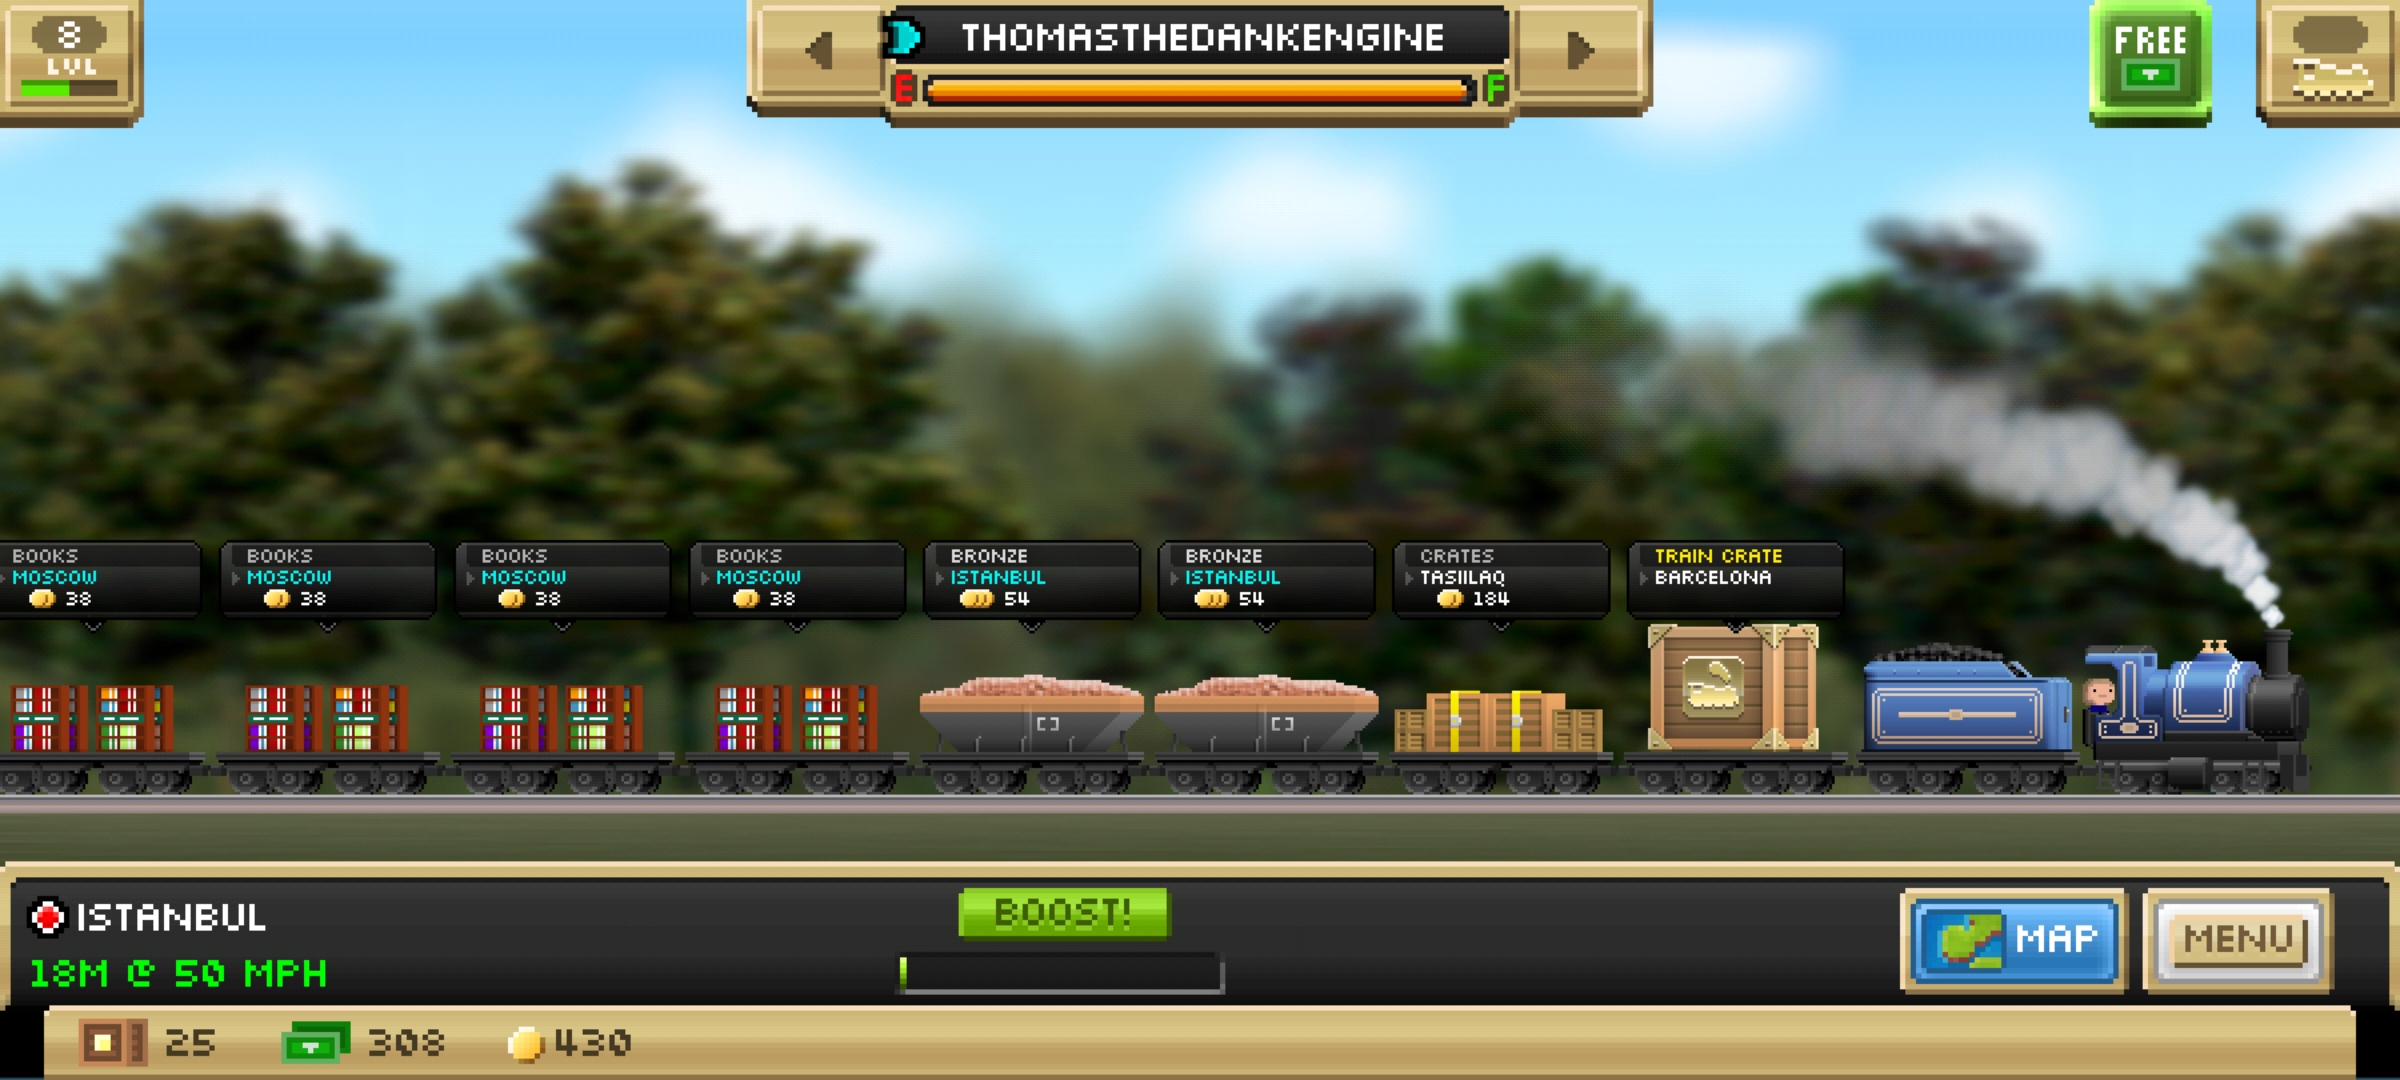 8
LVL
THOMASTHEDANKENGINE
E
F
FREE
BOOKS
MOSCOW
38
BOOKS
MOSCOW
38
BOOKS
MOSCOW
38
BOOKS
MOSCOW
38
BRONZE
ISTANBUL
54
BRONZE
ISTANBUL
54
CRATES
TASIILAQ
184
TRAIN CRATE
BARCELONA
ISTANBUL
18M @ 50 MPH
BOOST!
MAP
MENU
25
308
430